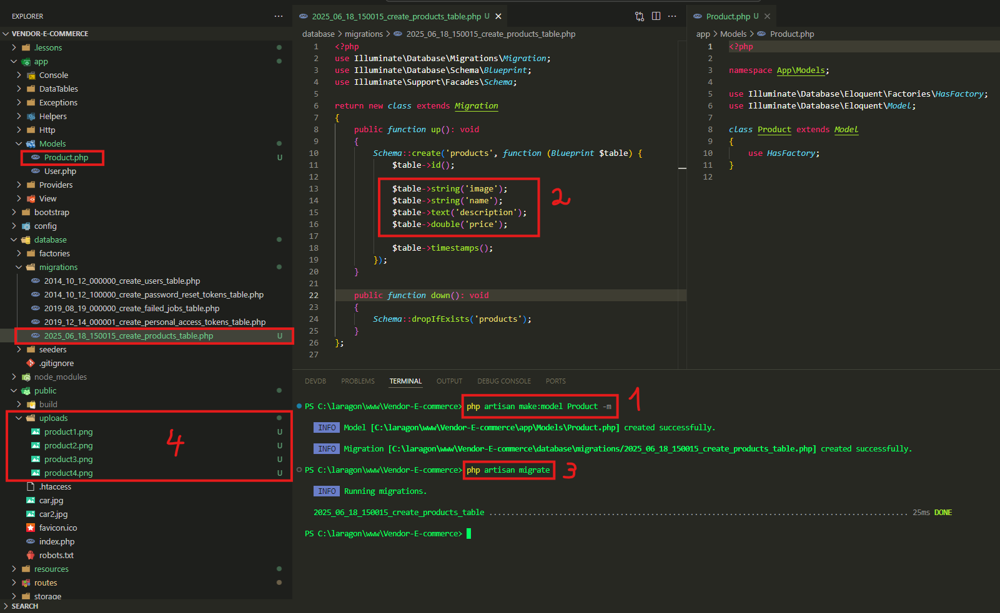 EXPLORER
VENDOR-E-COMMERCE
.lessons
app
Console
DataTables
Exceptions
Helpers
Http
Models
Product.php U
User.php
Providers
View
bootstrap
config
database
factories
migrations
2014_10_12_000000_create_users_table.php
2014_10_12_100000_create_password_reset_tokens_table.php
2019_08_19_000000_create_failed_jobs_table.php
2019_12_14_000001_create_personal_access_tokens_table.php
2025_06_18_150015_create_products_table.php U
seeders
.gitignore
node_modules
public
build
uploads
product1.png U
product2.png U
product3.png U
product4.png U
4
.htaccess
car.jpg
car2.jpg
favicon.ico
index.php
robots.txt
resources
routes
storage
SEARCH
2025_06_18_150015_create_products_table.php U
database > migrations > 2025_06_18_150015_create_products_table.php
1 <?php
2 use Illuminate\Database\Migrations\Migration;
3 use Illuminate\Database\Schema\Blueprint;
4 use Illuminate\Support\Facades\Schema;
5
6 return new class extends Migration
7 {
8 public function up(): void
9 {
10 Schema::create('products', function (Blueprint $table) {
11 $table->id();
12
13 $table->string('image');
14 $table->string('name');
15 $table->text('description');
16 $table->double('price');
17
18 $table->timestamps();
19 });
20 }
21
22 public function down(): void
23 {
24 Schema::dropIfExists('products');
25 }
26 };
27
2
Product.php U
app > Models > Product.php
1 <?php
2
3 namespace App\Models;
4
5 use Illuminate\Database\Eloquent\Factories\HasFactory;
6 use Illuminate\Database\Eloquent\Model;
7
8 class Product extends Model
9 {
10 use HasFactory;
11 }
12
DEVDB PROBLEMS TERMINAL OUTPUT DEBUG CONSOLE PORTS
PS C:\laragon\www\Vendor-E-commerce> php artisan make:model Product -m
1
INFO Model [C:\laragon\www\Vendor-E-commerce\app\Models\Product.php] created successfully.
INFO Migration [C:\laragon\www\Vendor-E-commerce\database\migrations/2025_06_18_150015_create_products_table.php] created successfully.
PS C:\laragon\www\Vendor-E-commerce> php artisan migrate
3
INFO Running migrations.
2025_06_18_150015_create_products_table ........................................................................................ 25ms DONE
PS C:\laragon\www\Vendor-E-commerce>